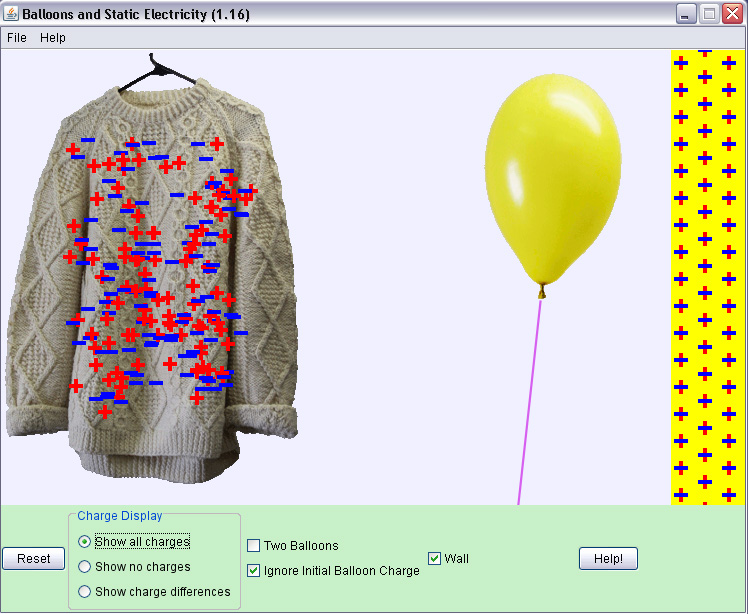 Balloons and Static Electricity (1.16)
File Help
Charge Display
Show all charges
Show no charges
Show charge differences
Reset
Two Balloons
Ignore Initial Balloon Charge
Wall
Help!